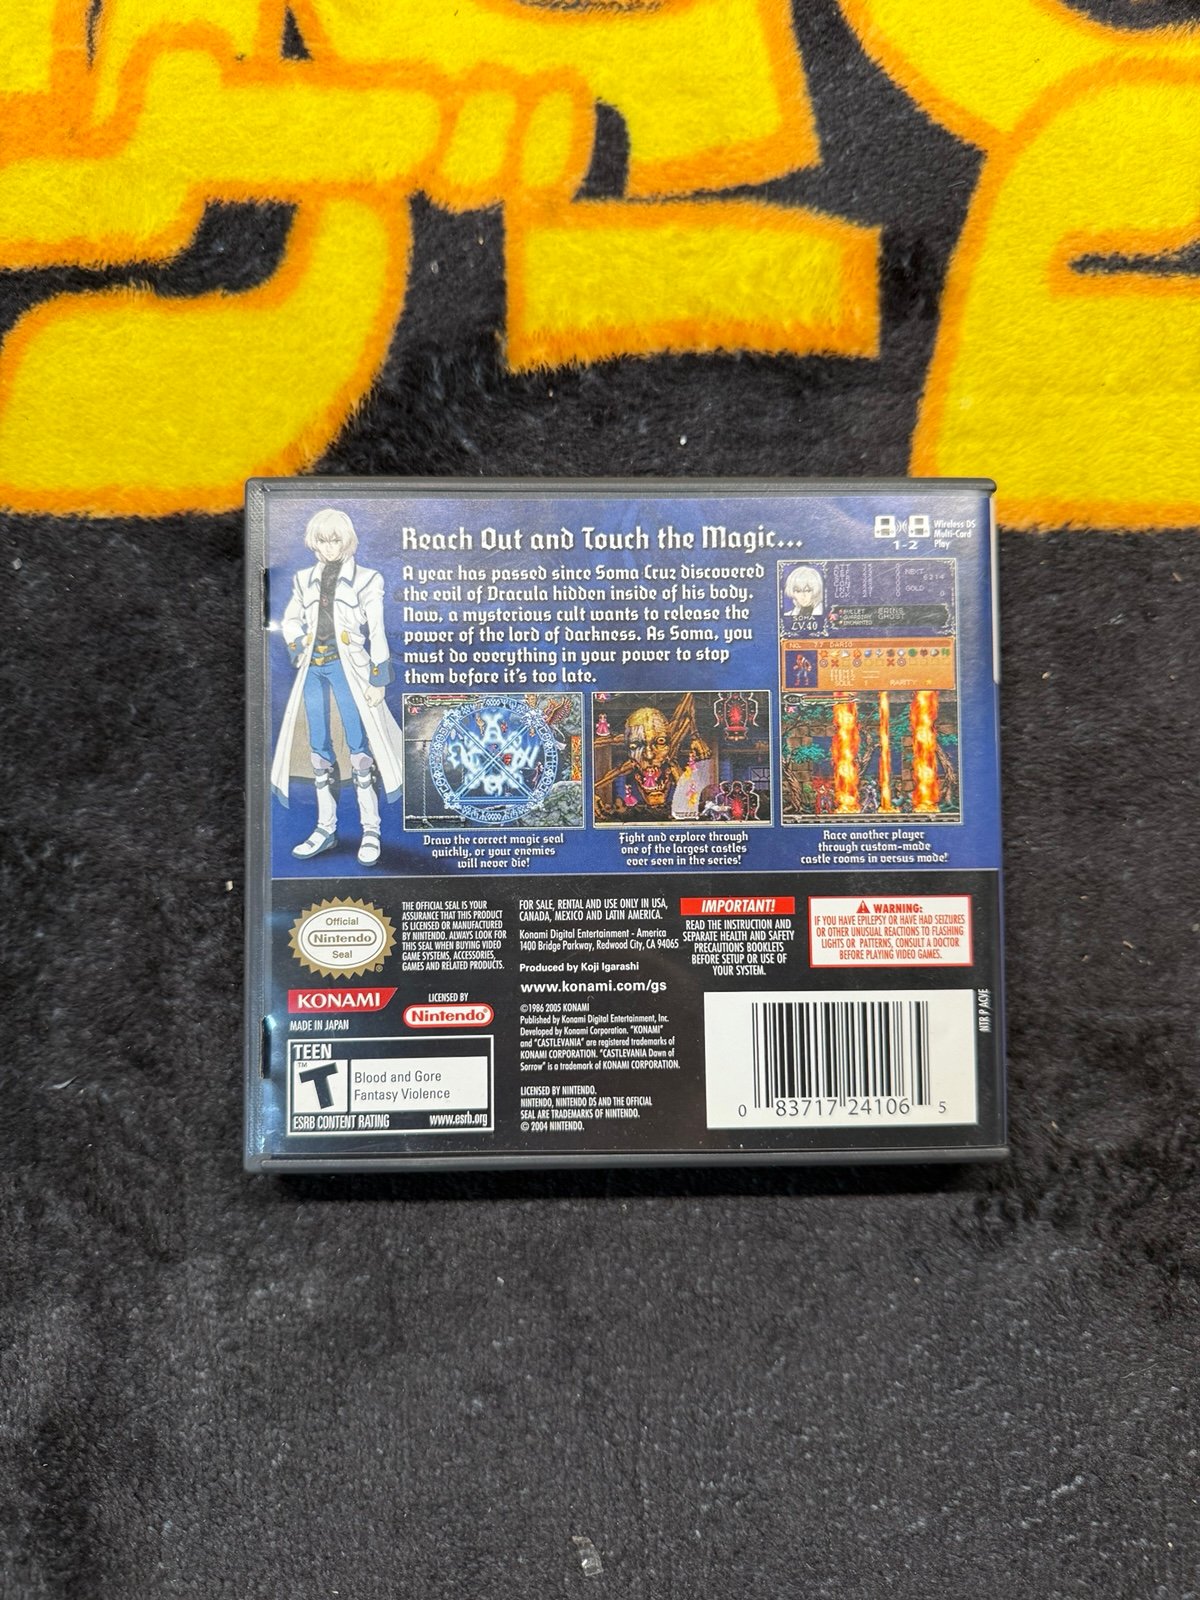 Reach Out and Touch the Magic...
Wireless DS
Multi-Card
Play
1-2
A year has passed since Soma Cruz discovered
the evil of Dracula hidden inside of his body.
Now, a mysterious cult wants to release the
power of the lord of darkness. As Soma, you
must do everything in your power to stop
them before it's too late.
NEXT
6214
GOLD
0
SOMA
LV.40
NO. 77 DARIO
ITEMS
SOUL
RARITY
Draw the correct magic seal
quickly, or your enemies
will never die!
Fight and explore through
one of the largest castles
ever seen in the series!
Race another player
through custom-made
castle rooms in versus mode!
Official
Nintendo
Seal
THE OFFICIAL SEAL IS YOUR
ASSURANCE THAT THIS PRODUCT
IS LICENSED OR MANUFACTURED
BY NINTENDO. ALWAYS LOOK FOR
THIS SEAL WHEN BUYING VIDEO
GAME SYSTEMS, ACCESSORIES,
GAMES AND RELATED PRODUCTS.
KONAMI
MADE IN JAPAN
LICENSED BY
Nintendo
TEEN
T
TM
Blood and Gore
Fantasy Violence
ESRB CONTENT RATING
www.esrb.org
FOR SALE, RENTAL AND USE ONLY IN USA,
CANADA, MEXICO AND LATIN AMERICA.
Konami Digital Entertainment - America
1400 Bridge Parkway, Redwood City, CA 94065
Produced by Koji Igarashi
www.konami.com/gs
©1986 2005 KONAMI
Published by Konami Digital Entertainment, Inc.
Developed by Konami Corporation. "KONAMI"
and "CASTLEVANIA" are registered trademarks of
KONAMI CORPORATION. "CASTLEVANIA Dawn of
Sorrow" is a trademark of KONAMI CORPORATION.
LICENSED BY NINTENDO.
NINTENDO, NINTENDO DS AND THE OFFICIAL
SEAL ARE TRADEMARKS OF NINTENDO.
© 2004 NINTENDO.
IMPORTANT!
READ THE INSTRUCTION AND
SEPARATE HEALTH AND SAFETY
PRECAUTIONS BOOKLETS
BEFORE SETUP OR USE OF
YOUR SYSTEM.
WARNING:
IF YOU HAVE EPILEPSY OR HAVE HAD SEIZURES
OR OTHER UNUSUAL REACTIONS TO FLASHING
LIGHTS OR PATTERNS, CONSULT A DOCTOR
BEFORE PLAYING VIDEO GAMES.
NTR P ACVE
0 83717 24106 5